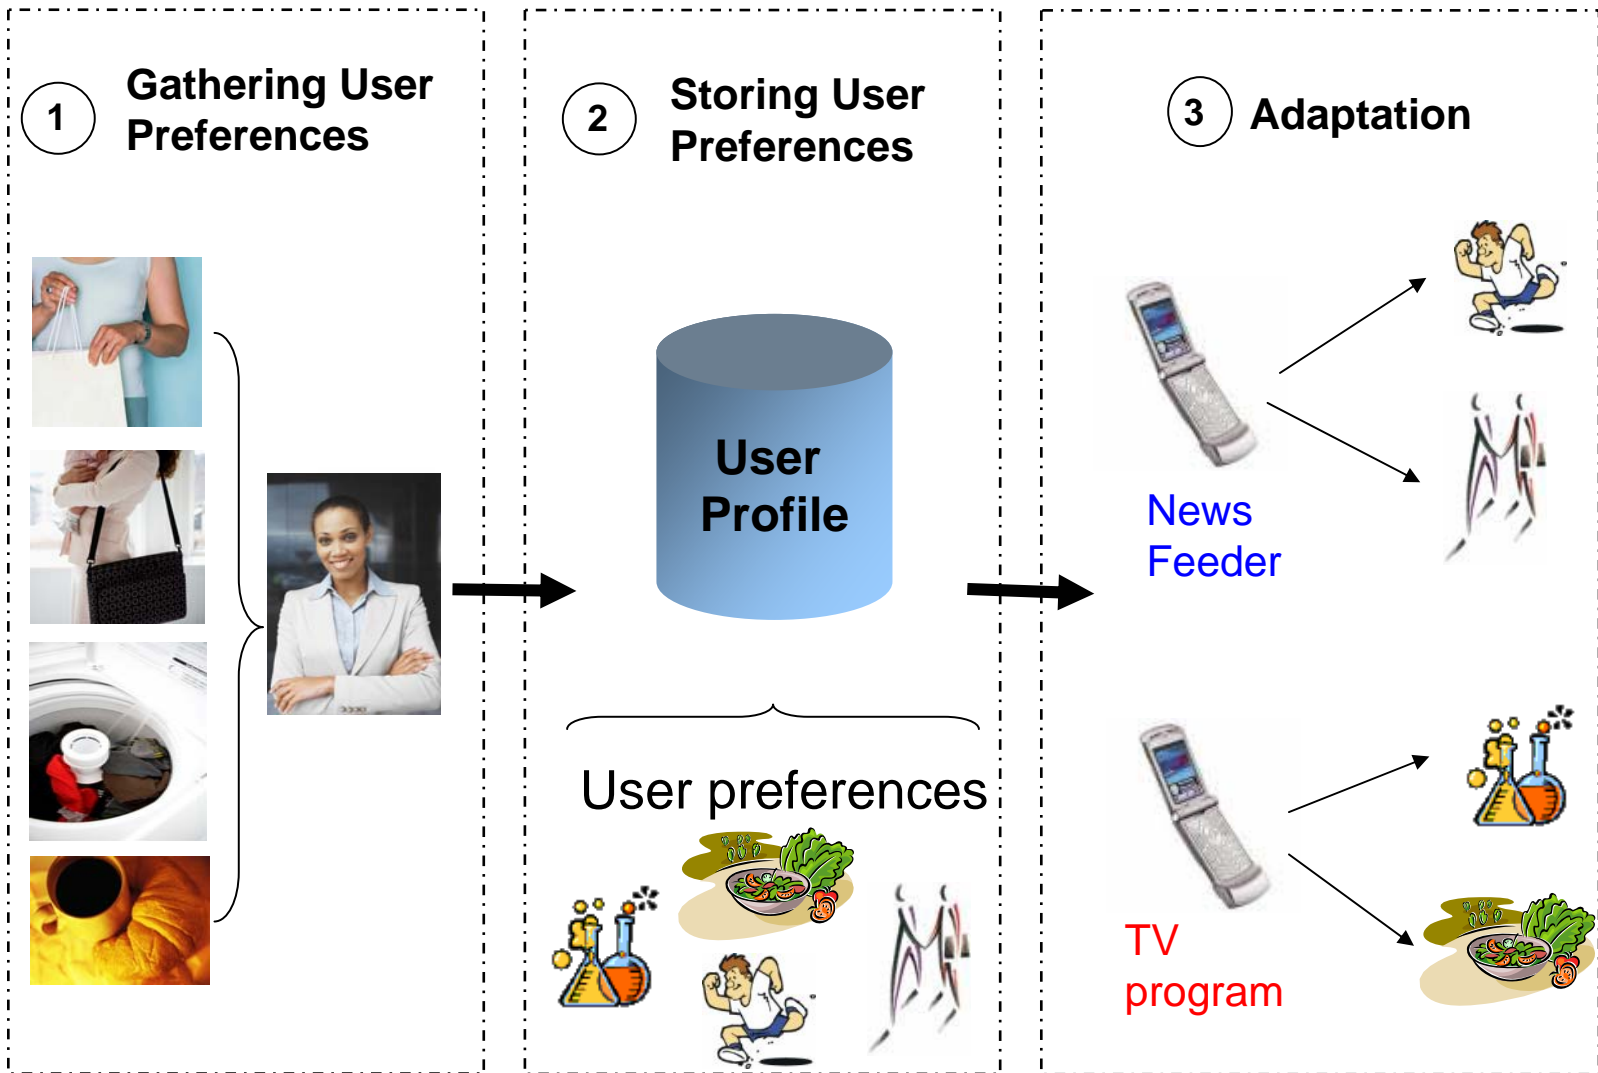 1
Gathering User
Preferences
2
Storing User
Preferences
3
Adaptation
User
Profile
User preferences
News
Feeder
TV
program